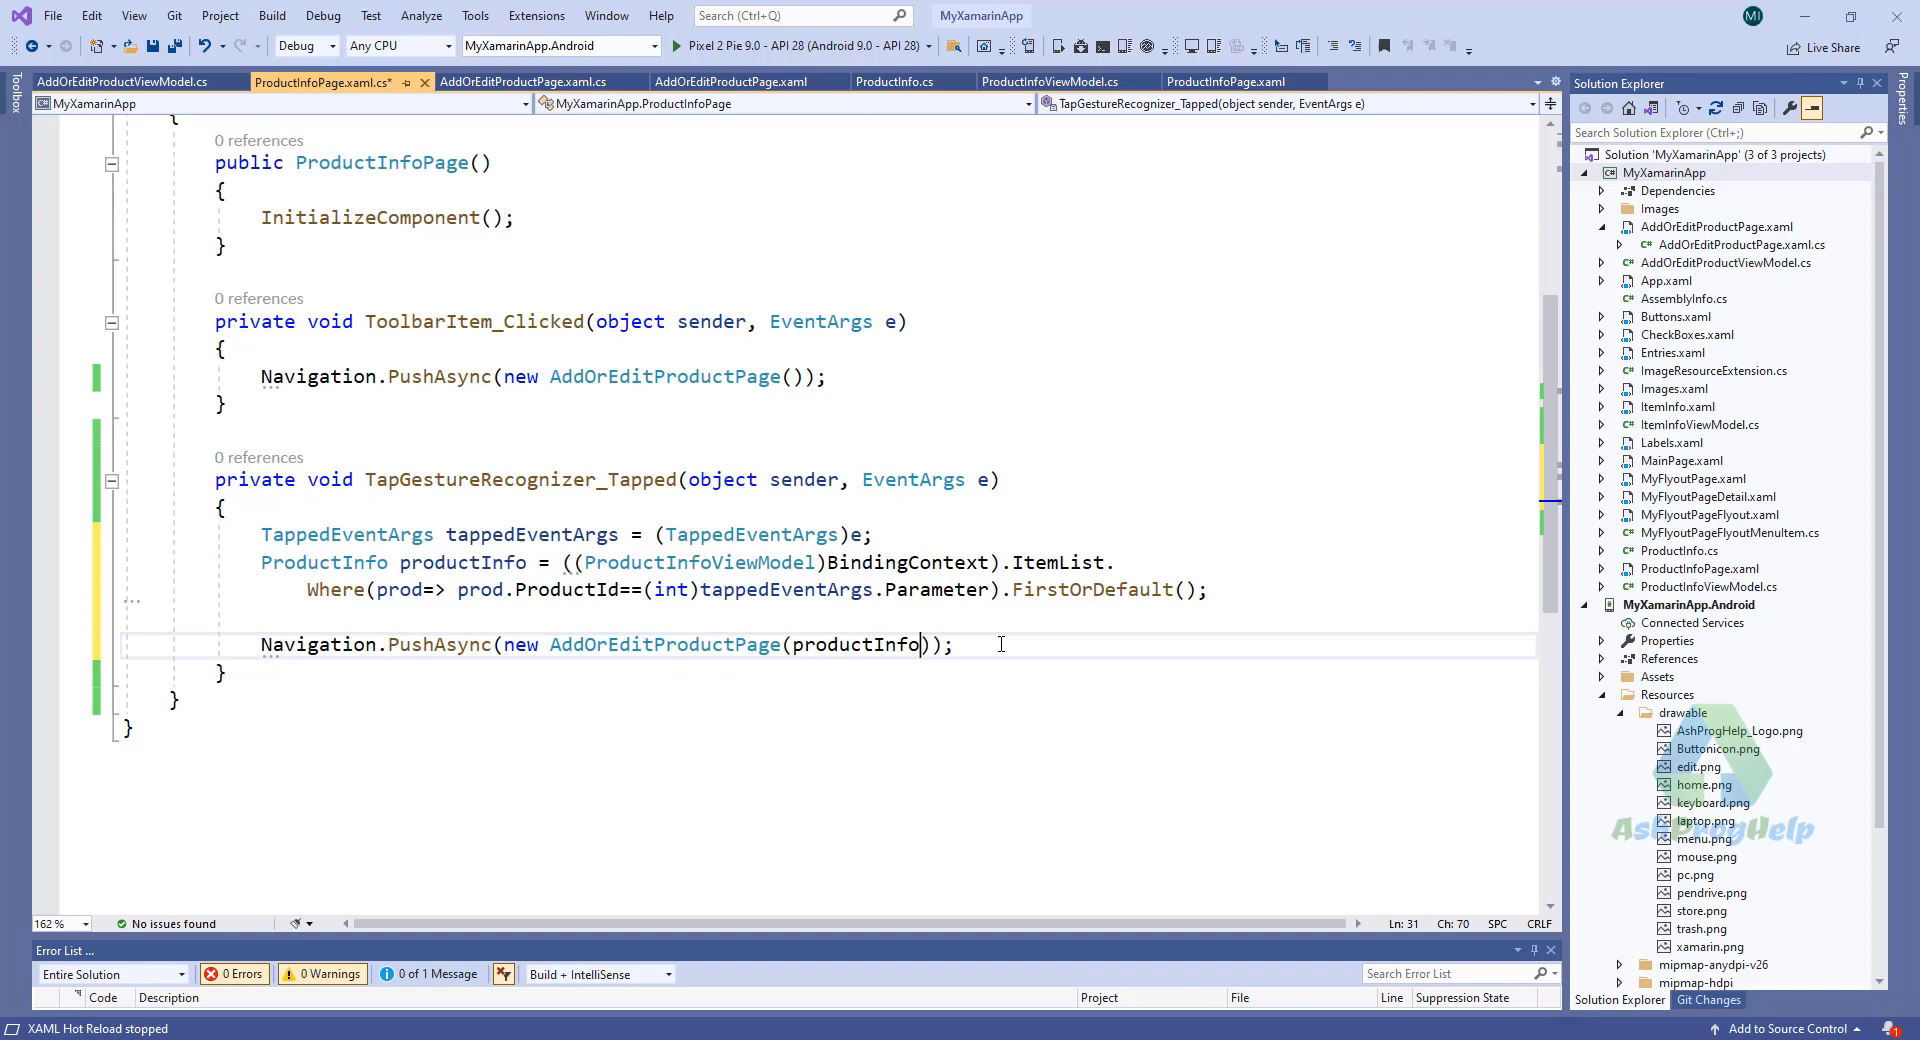 File Edit View Git Project Build Debug Test Analyze Tools Extensions Window Help Search (Ctrl+Q) MyXamarinApp MI
Debug Any CPU MyXamarinApp.Android Pixel 2 Pie 9.0 - API 28 (Android 9.0 - API 28) Live Share
Toolbox
AddOrEditProductViewModel.cs ProductInfoPage.xaml.cs* AddOrEditProductPage.xaml.cs AddOrEditProductPage.xaml ProductInfo.cs ProductInfoViewModel.cs ProductInfoPage.xaml
MyXamarinApp MyXamarinApp.ProductInfoPage TapGestureRecognizer_Tapped(object sender, EventArgs e)
{
0 references
public ProductInfoPage()
{
InitializeComponent();
}
0 references
private void ToolbarItem_Clicked(object sender, EventArgs e)
{
Navigation.PushAsync(new AddOrEditProductPage());
}
0 references
private void TapGestureRecognizer_Tapped(object sender, EventArgs e)
{
TappedEventArgs tappedEventArgs = (TappedEventArgs)e;
ProductInfo productInfo = ((ProductInfoViewModel)BindingContext).ItemList.
Where(prod=> prod.ProductId==(int)tappedEventArgs.Parameter).FirstOrDefault();
Navigation.PushAsync(new AddOrEditProductPage(productInfo));
}
}
}
162 % No issues found Ln: 31 Ch: 70 SPC CRLF
Error List ...
Entire Solution 0 Errors 0 Warnings 0 of 1 Message Build + IntelliSense Search Error List
Code Description Project File Line Suppression State
Solution Explorer
Properties
Search Solution Explorer (Ctrl+;)
Solution 'MyXamarinApp' (3 of 3 projects)
MyXamarinApp
Dependencies
Images
AddOrEditProductPage.xaml
AddOrEditProductPage.xaml.cs
AddOrEditProductViewModel.cs
App.xaml
AssemblyInfo.cs
Buttons.xaml
CheckBoxes.xaml
Entries.xaml
ImageResourceExtension.cs
Images.xaml
ItemInfo.xaml
ItemInfoViewModel.cs
Labels.xaml
MainPage.xaml
MyFlyoutPage.xaml
MyFlyoutPageDetail.xaml
MyFlyoutPageFlyout.xaml
MyFlyoutPageFlyoutMenuItem.cs
ProductInfo.cs
ProductInfoPage.xaml
ProductInfoViewModel.cs
MyXamarinApp.Android
Connected Services
Properties
References
Assets
Resources
drawable
AshProgHelp_Logo.png
Buttonicon.png
edit.png
home.png
keyboard.png
laptop.png
AshProgHelp
menu.png
mouse.png
pc.png
pendrive.png
store.png
trash.png
xamarin.png
mipmap-anydpi-v26
mipmap-hdpi
Solution Explorer Git Changes
XAML Hot Reload stopped Add to Source Control 1